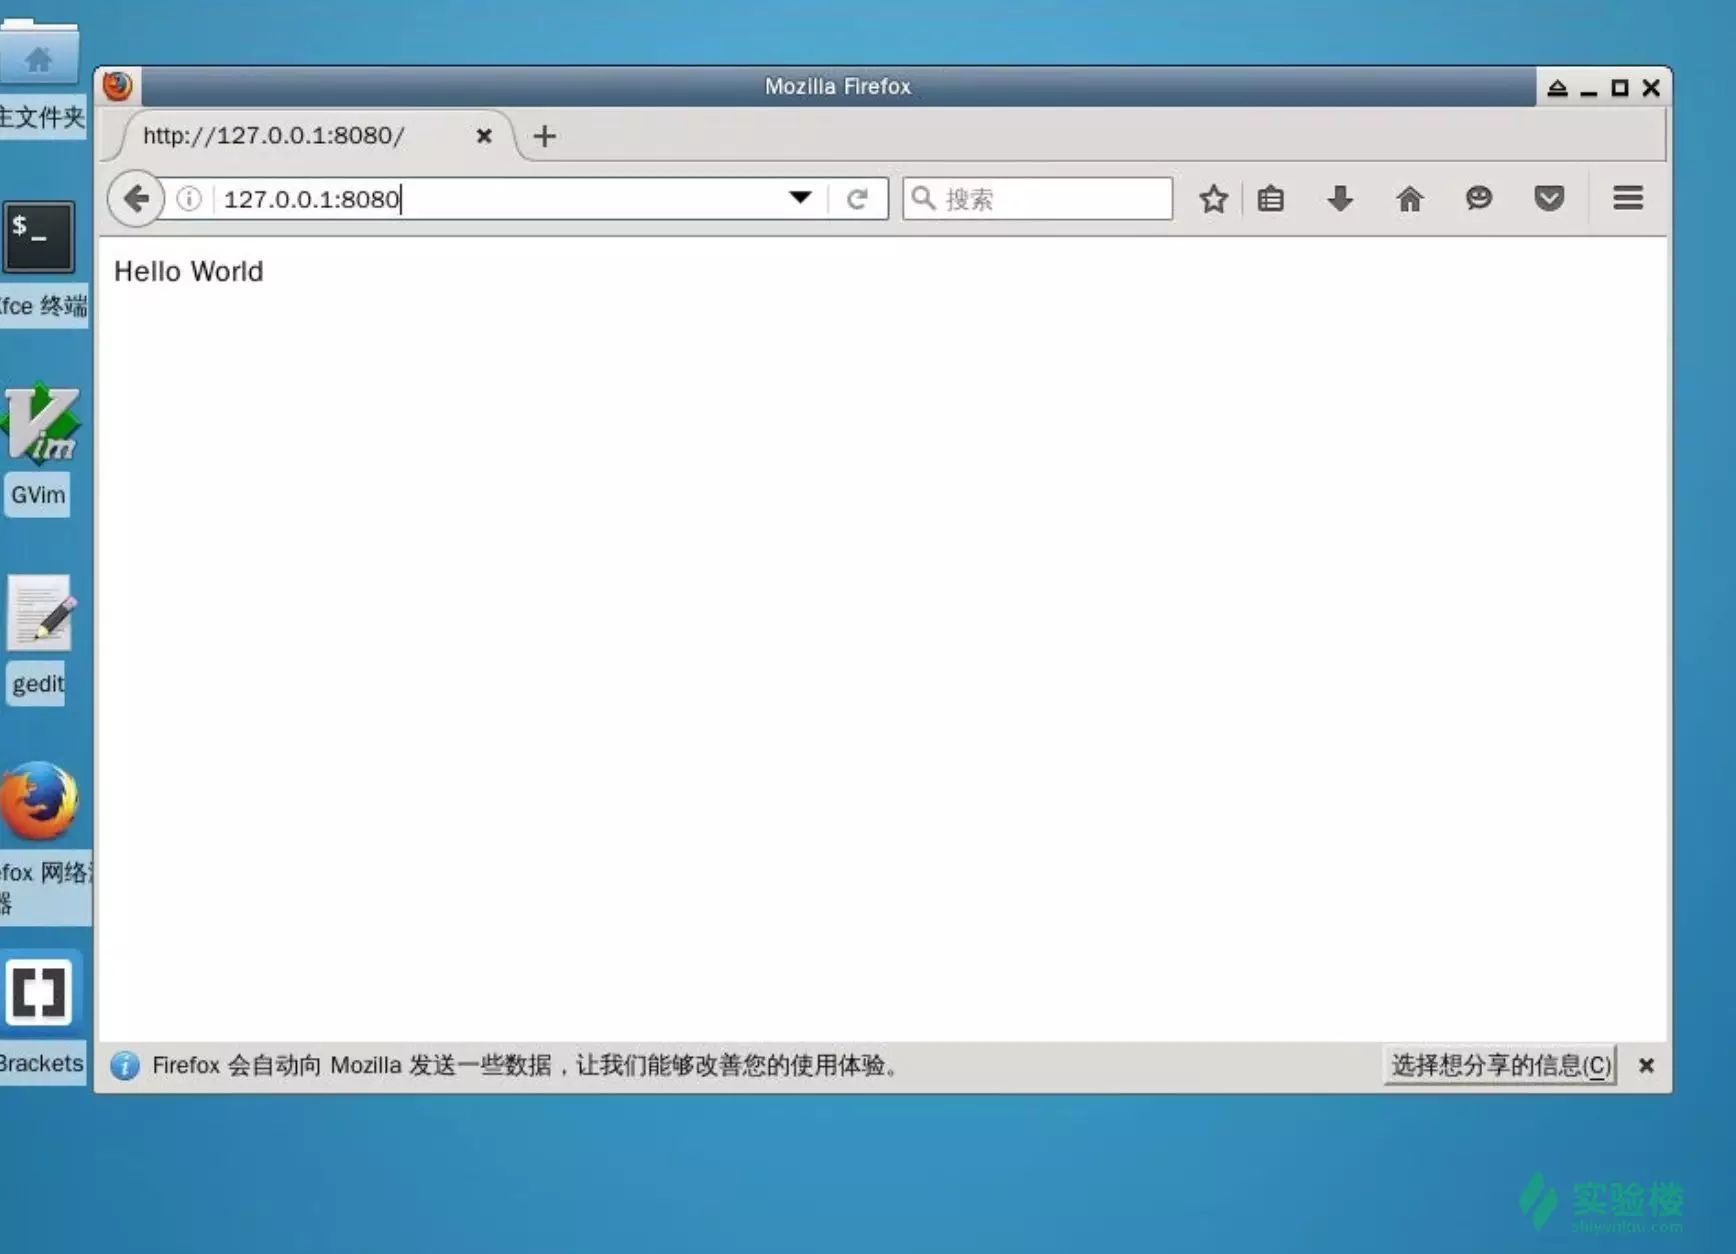 Mozilla Firefox
http://127.0.0.1:8080/
127.0.0.1:8080
搜索
Hello World
主文件夹
$_
fce 终端
Vim
GVim
gedit
efox 网络
器
Brackets
Firefox 会自动向 Mozilla 发送一些数据，让我们能够改善您的使用体验。
选择想分享的信息(C)
实验楼
shiyanlou.com